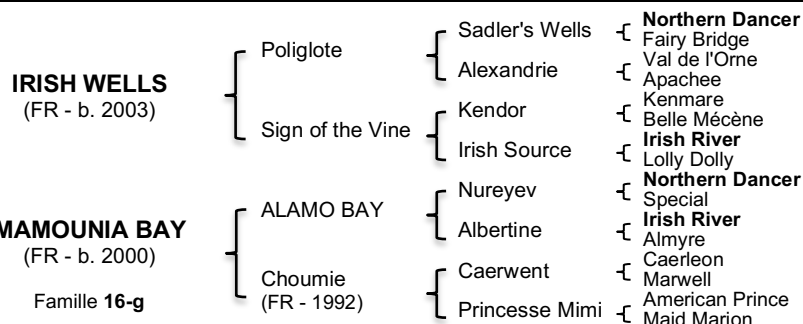 IRISH WELLS
(FR - b. 2003)
Poliglote
Sign of the Vine
Sadler's Wells
Alexandrie
Kendor
Irish Source
Northern Dancer
Fairy Bridge
Val de l'Orne
Apachee
Kenmare
Belle Mécène
Irish River
Lolly Dolly
MAMOUNIA BAY
(FR - b. 2000)
Famille 16-g
ALAMO BAY
Choumie
(FR - 1992)
Nureyev
Albertine
Caerwent
Princesse Mimi
Northern Dancer
Special
Irish River
Almyre
Caerleon
Marwell
American Prince
Maid Marion